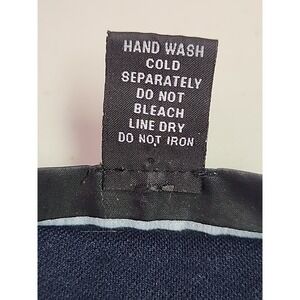 HAND WASH
COLD
SEPARATELY
DO NOT
BLEACH
LINE DRY
DO NOT IRON